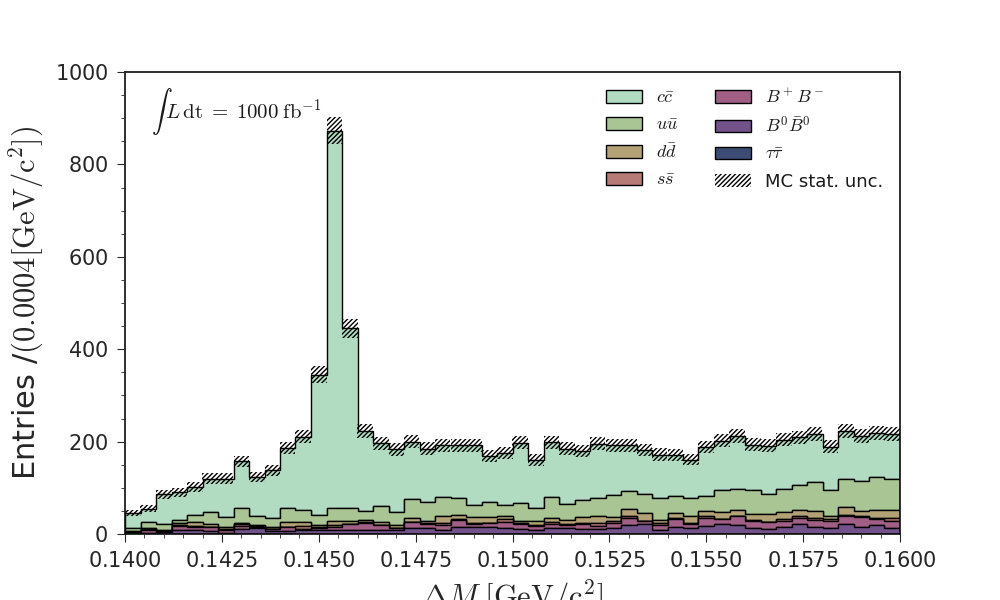 ∫L dt = 1000 fb⁻¹
cc̄
uū
dd̄
ss̄
B⁺B⁻
B⁰B̄⁰
ττ̄
MC stat. unc.
Entries /(0.0004[GeV/c²])
1000
800
600
400
200
0
0.1400 0.1425 0.1450 0.1475 0.1500 0.1525 0.1550 0.1575 0.1600
ΔM [GeV/c²]